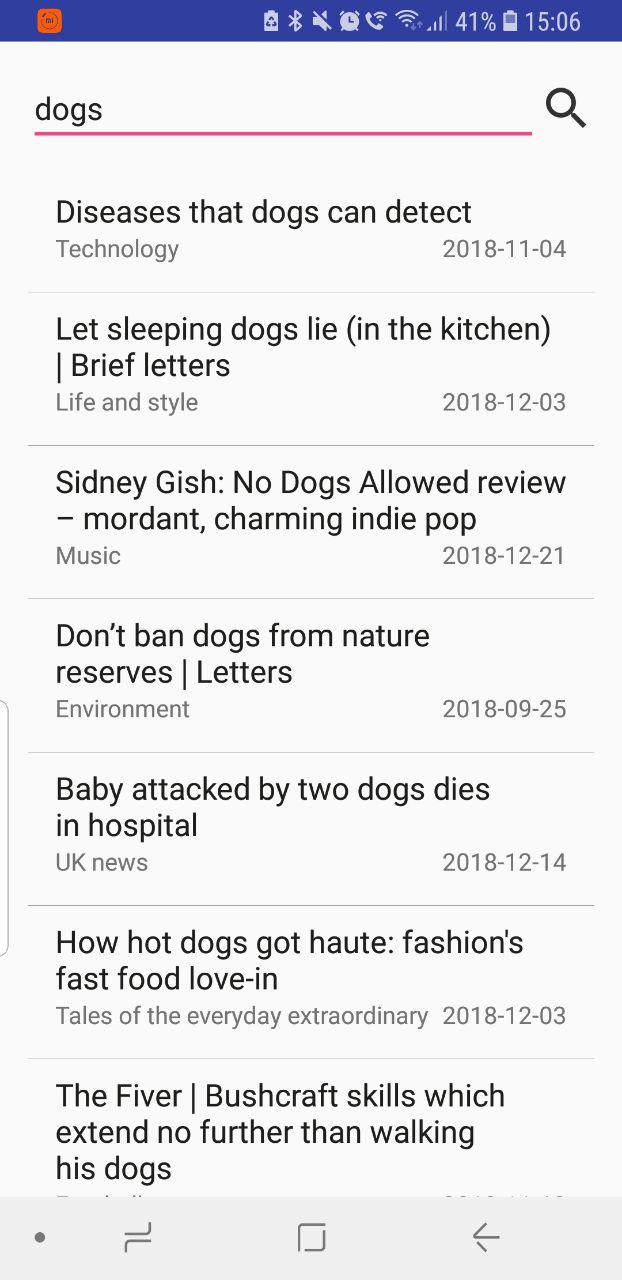 41% 15:06
dogs
Diseases that dogs can detect
Technology 2018-11-04
Let sleeping dogs lie (in the kitchen)
| Brief letters
Life and style 2018-12-03
Sidney Gish: No Dogs Allowed review
– mordant, charming indie pop
Music 2018-12-21
Don’t ban dogs from nature
reserves | Letters
Environment 2018-09-25
Baby attacked by two dogs dies
in hospital
UK news 2018-12-14
How hot dogs got haute: fashion's
fast food love-in
Tales of the everyday extraordinary 2018-12-03
The Fiver | Bushcraft skills which
extend no further than walking
his dogs